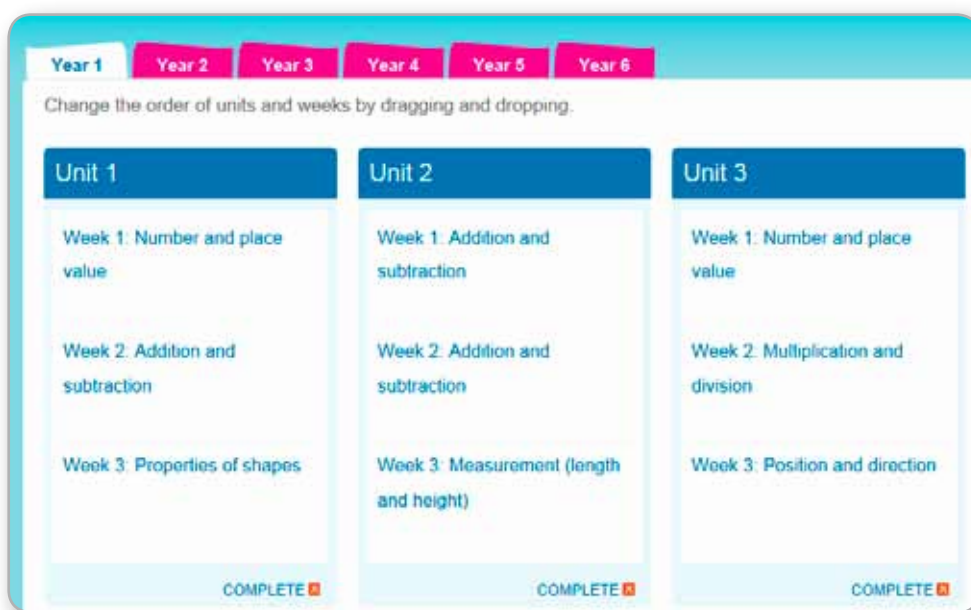 Year 1
Year 2
Year 3
Year 4
Year 5
Year 6
Change the order of units and weeks by dragging and dropping.
Unit 1
Week 1: Number and place
value
Week 2: Addition and
subtraction
Week 3: Properties of shapes
COMPLETE
Unit 2
Week 1: Addition and
subtraction
Week 2: Addition and
subtraction
Week 3: Measurement (length
and height)
COMPLETE
Unit 3
Week 1: Number and place
value
Week 2: Multiplication and
division
Week 3: Position and direction
COMPLETE